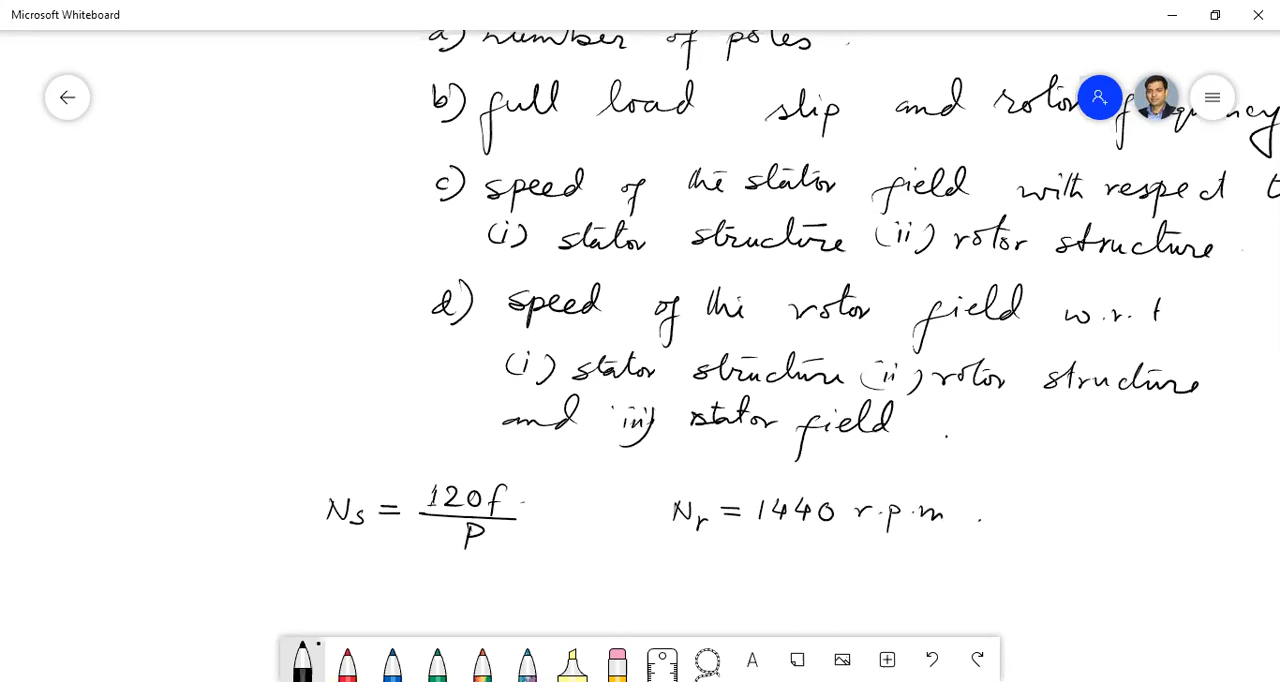 Microsoft Whiteboard
a) number of poles.
b) full load slip and rotor frequency
c) speed of the stator field with respect t
(i) stator structure (ii) rotor structure.
d) speed of the rotor field w.r.t
(i) stator structure (ii) rotor structure
and iii) stator field.
Ns = 120f / P Nr = 1440 r.p.m.
A